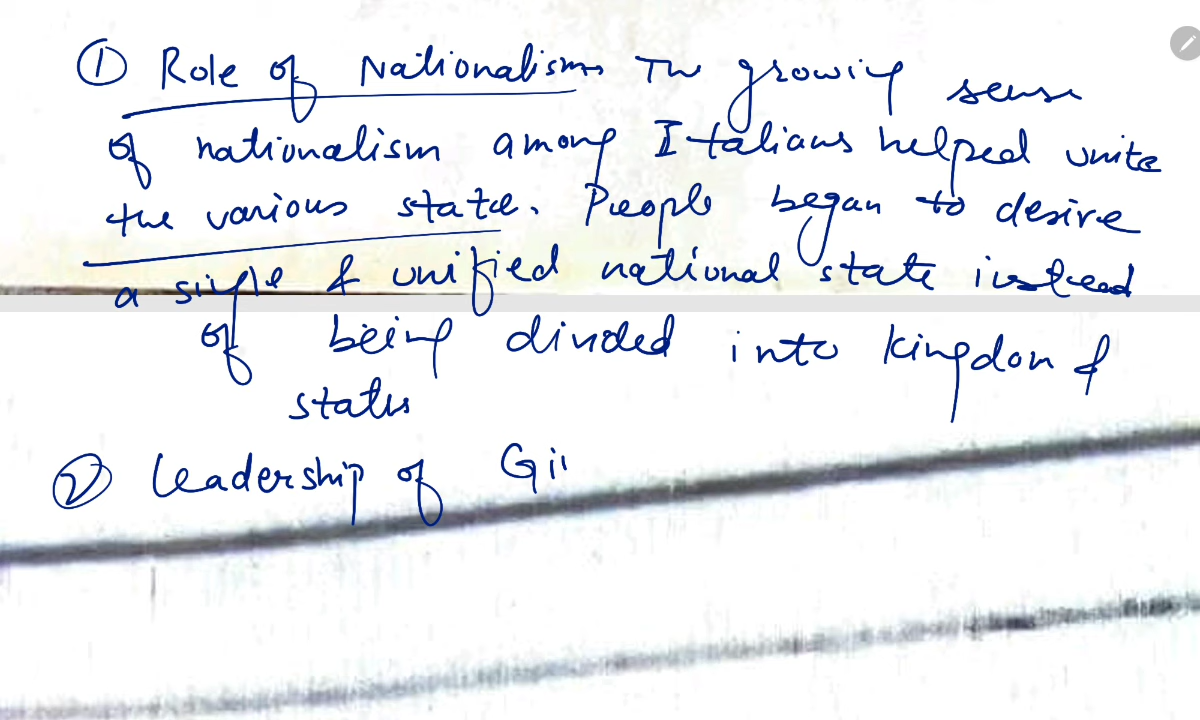 ① Role of Nationalism The growing sense
of nationalism among Italians helped unite
the various state. People began to desire
a single & unified national state instead
of being divided into kingdom &
states
② Leadership of Gi